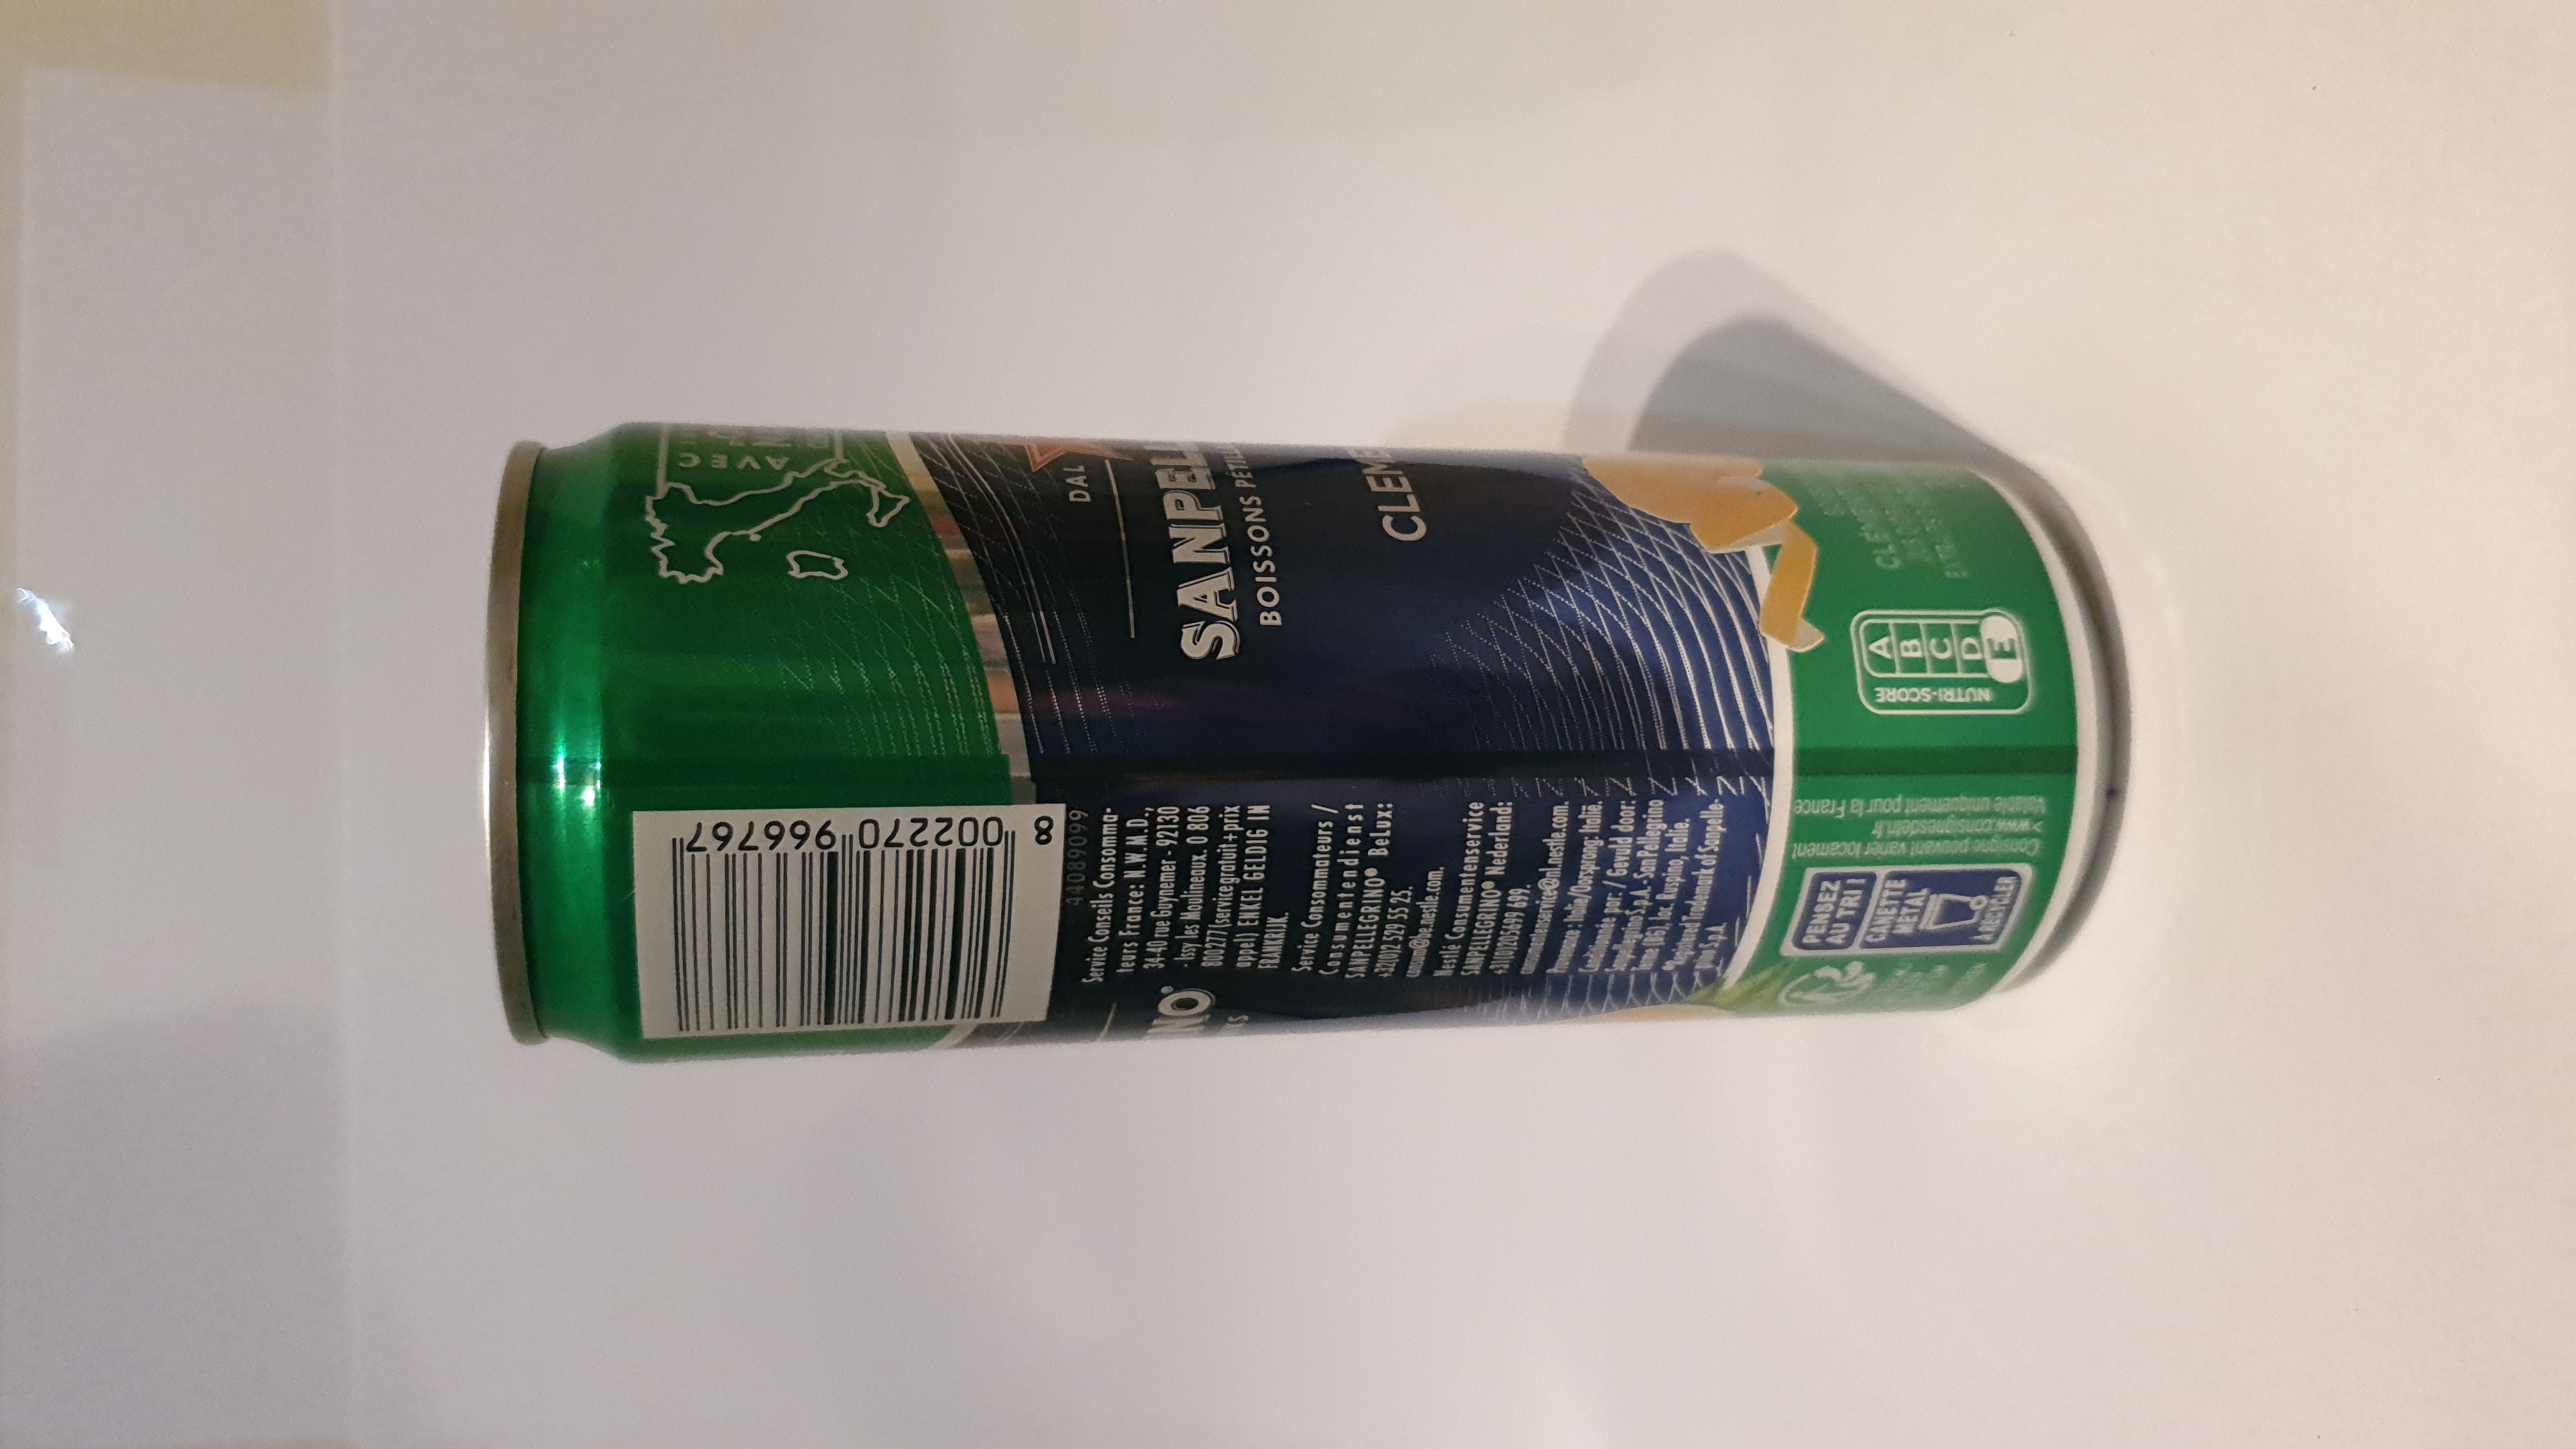 8 002270 966767
44089099
Service Conseils Consomma-
teurs France: N.W.M.D.,
34-40 rue Guynemer - 92130
- Issy les Moulineaux. 0 806
800277 (service gratuit + prix
appel) ENKEL GELDIG IN
FRANKRIJK.
Service Consommateurs /
Consumentendienst
SANPELLEGRINO® BeLux:
+32(0)2 529 55 25.
consum@be.nestle.com.
Nestlé Consumentenservice
SANPELLEGRINO® Nederland:
+31(0)205699 699.
consumentenservice@nl.nestle.com.
Provenance : Italie/Oorsprong: Italië.
Conditionnée par: / Gevuld door:
Sanpellegrino S.p.A. - San Pellegrino
Terme (BG), loc. Ruspino, Italie.
®Registered Trademark of Sanpelle-
grino S.p.A
PENSEZ
AU TRI !
CANETTE
MÉTAL
À RECYCLER
Consigne pouvant varier localement
> www.consignesdetri.fr
Valable uniquement pour la France
INO®
KS
AVEC
DAL
SANPELL
BOISSONS PÉTILLA
CLEME
NUTRI-SCORE
A
B
C
D
E